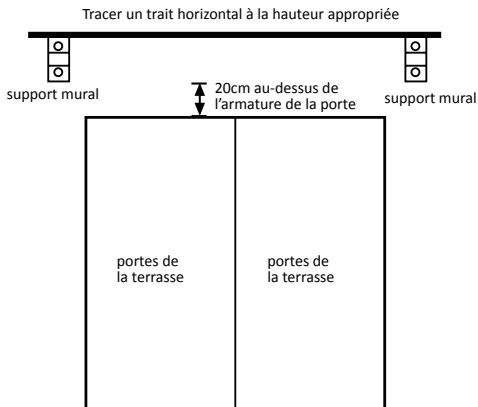 Tracer un trait horizontal à la hauteur appropriée
support mural
20cm au-dessus de
l'armature de la porte
support mural
portes de
la terrasse
portes de
la terrasse